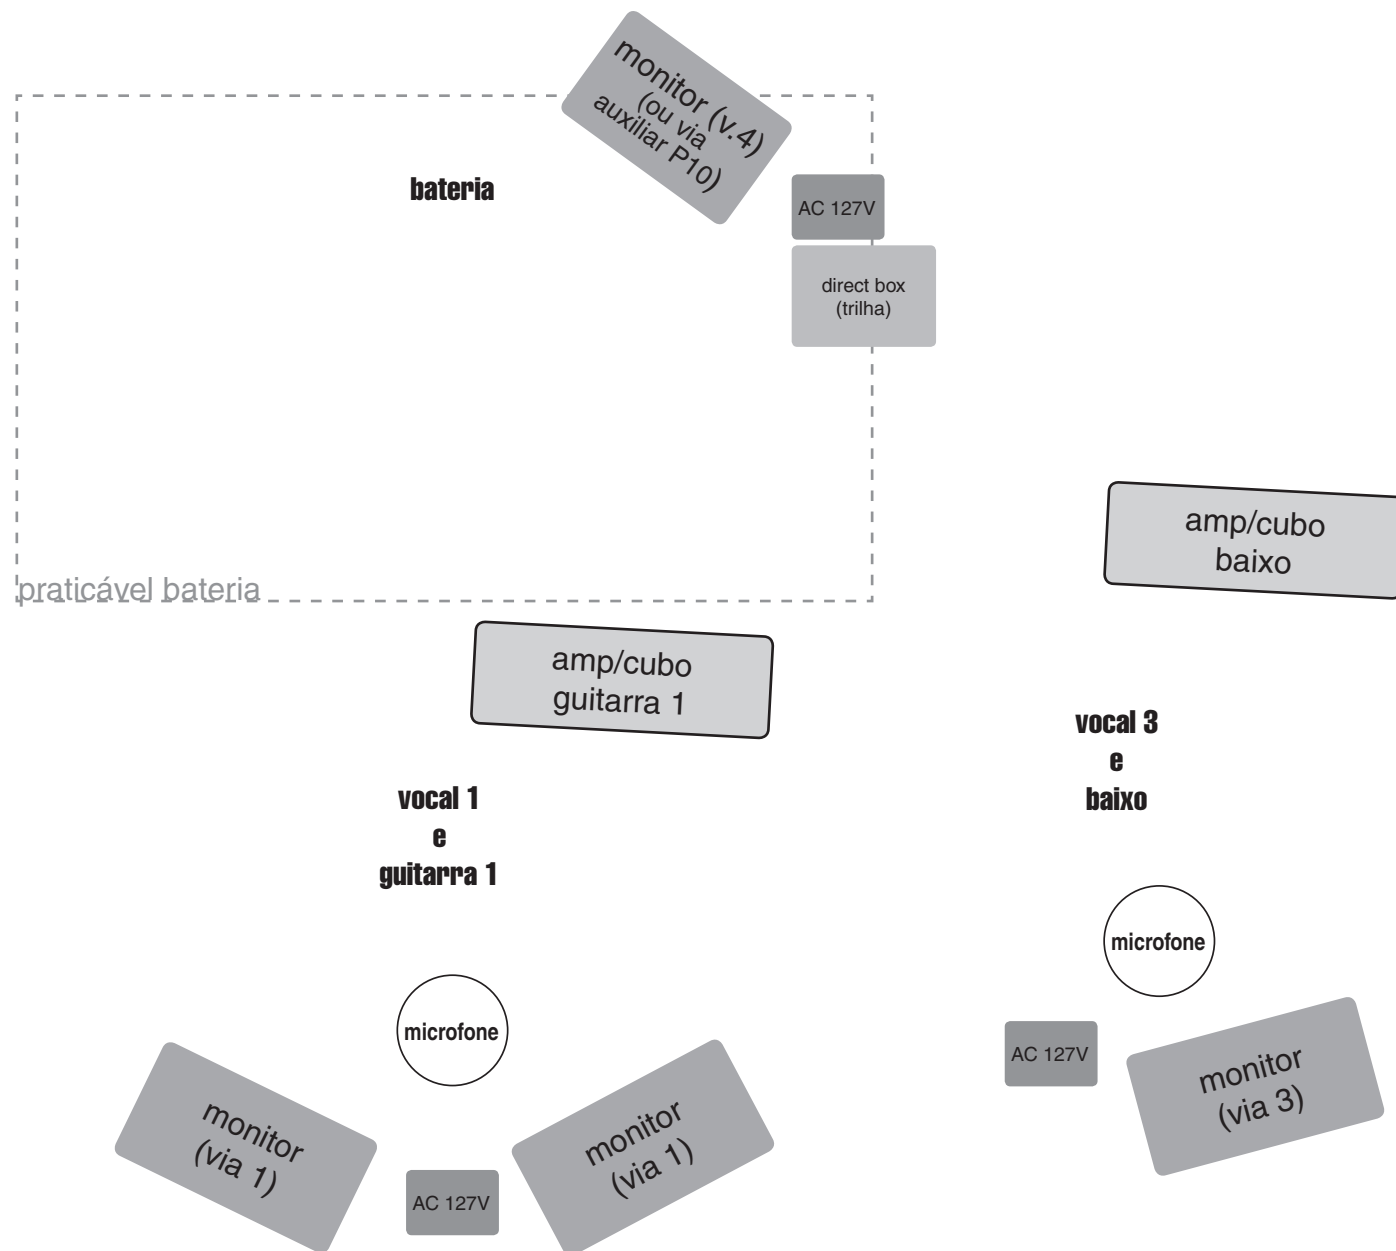 monitor (v.4)
(ou via
auxiliar P10)
bateria
AC 127V
direct box
(trilha)
amp/cubo
baixo
praticável bateria
amp/cubo
guitarra 1
vocal 3
e
baixo
vocal 1
e
guitarra 1
microfone
microfone
AC 127V
monitor
(via 3)
monitor
(via 1)
monitor
(via 1)
AC 127V